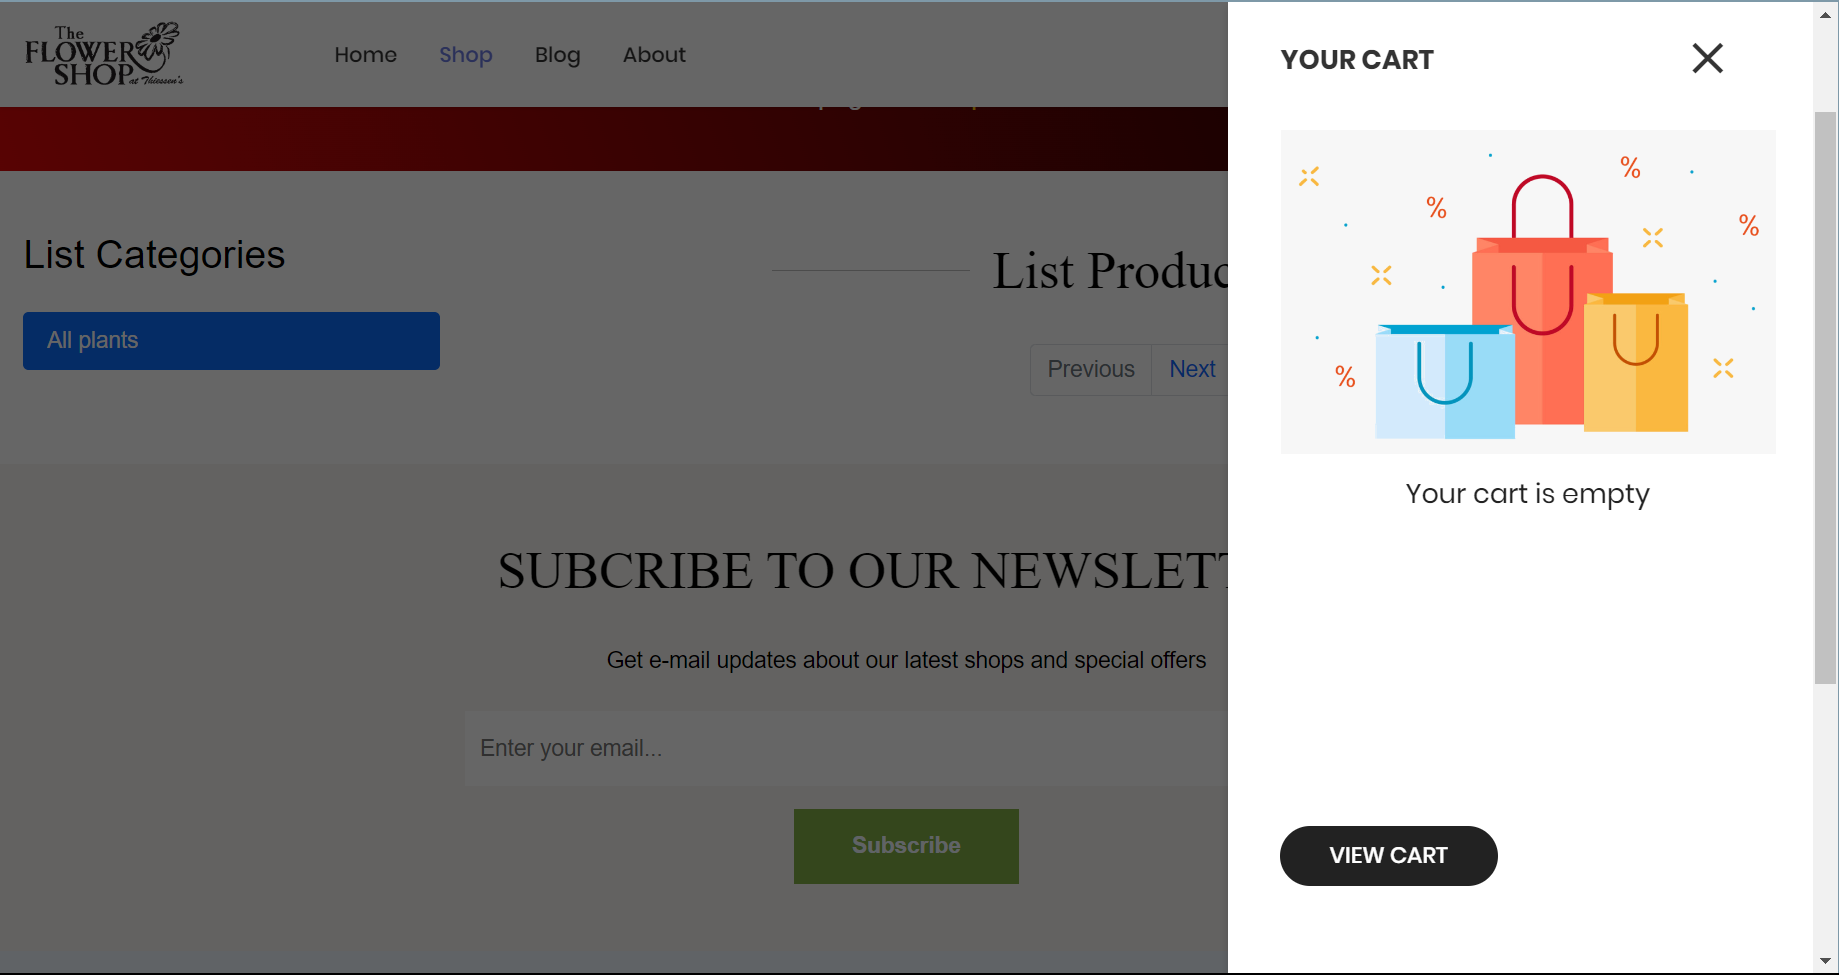 The
FLOWER
SHOP
at Thiessen's
Home
Shop
Blog
About
List Categories
All plants
List Produc
Previous
Next
SUBCRIBE TO OUR NEWSLETT
Get e-mail updates about our latest shops and special offers
Enter your email...
Subscribe
YOUR CART
%
%
%
%
Your cart is empty
VIEW CART